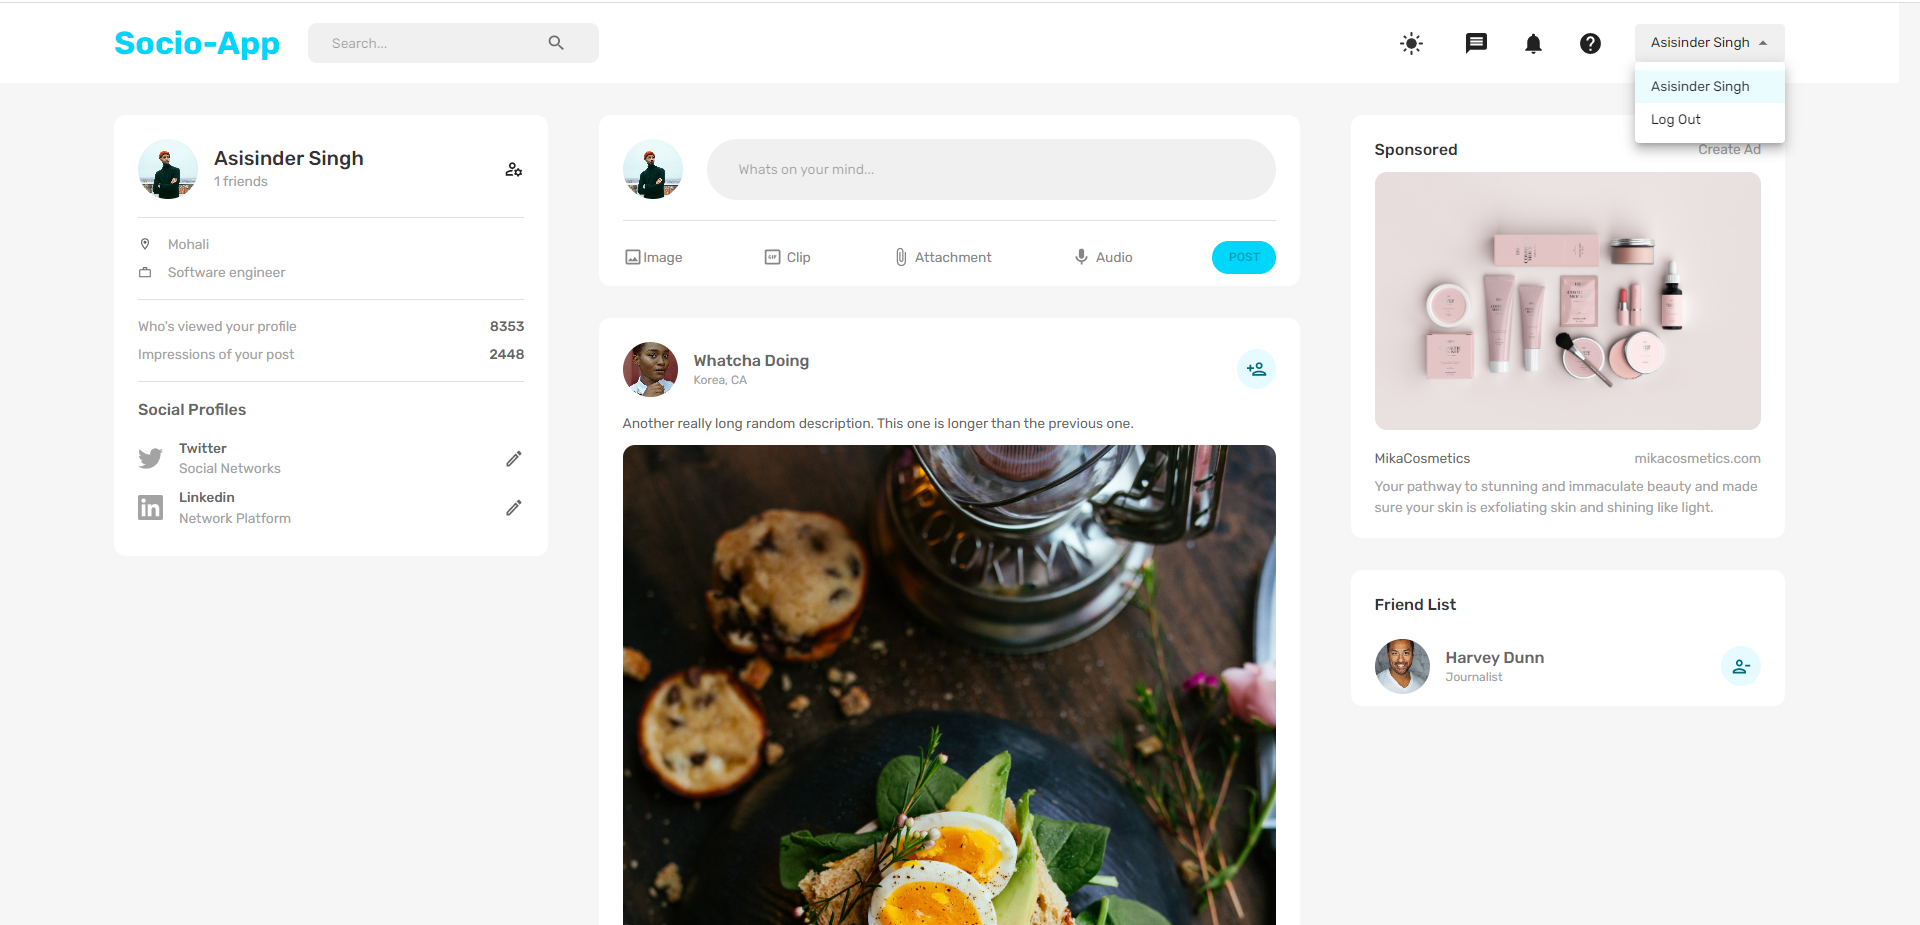 Socio-App
Search...
Asisinder Singh
Asisinder Singh
Log Out
Asisinder Singh
1 friends
Mohali
Software engineer
Who's viewed your profile 8353
Impressions of your post 2448
Social Profiles
Twitter
Social Networks
Linkedin
Network Platform
Whats on your mind...
Image
GIF Clip
Attachment
Audio
POST
Whatcha Doing
Korea, CA
Another really long random description. This one is longer than the previous one.
OOKLYN
Sponsored Create Ad
MikaCosmetics mikacosmetics.com
Your pathway to stunning and immaculate beauty and made
sure your skin is exfoliating skin and shining like light.
Friend List
Harvey Dunn
Journalist